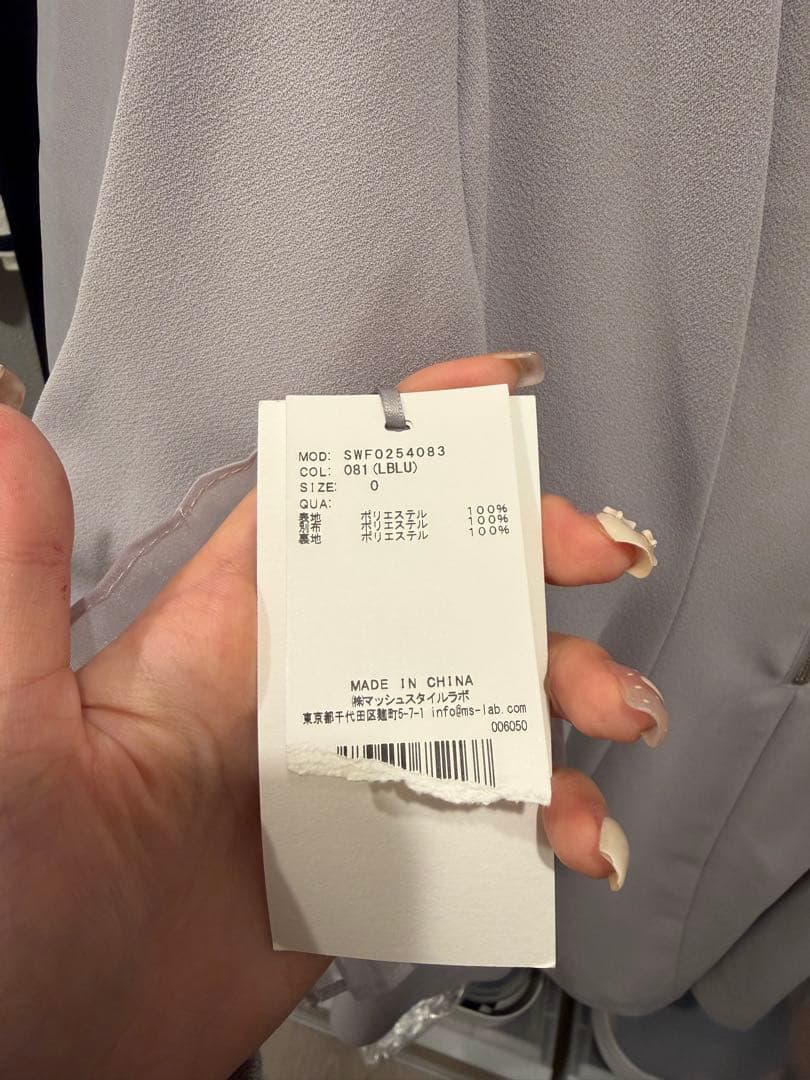 MOD: SWF0254083
COL: 081(LBLU)
SIZE: 0
QUA:
表地 ポリエステル 100%
別布 ポリエステル 100%
裏地 ポリエステル 100%
MADE IN CHINA
㈱マッシュスタイルラボ
東京都千代田区麹町5-7-1 info@ms-lab.com
006050